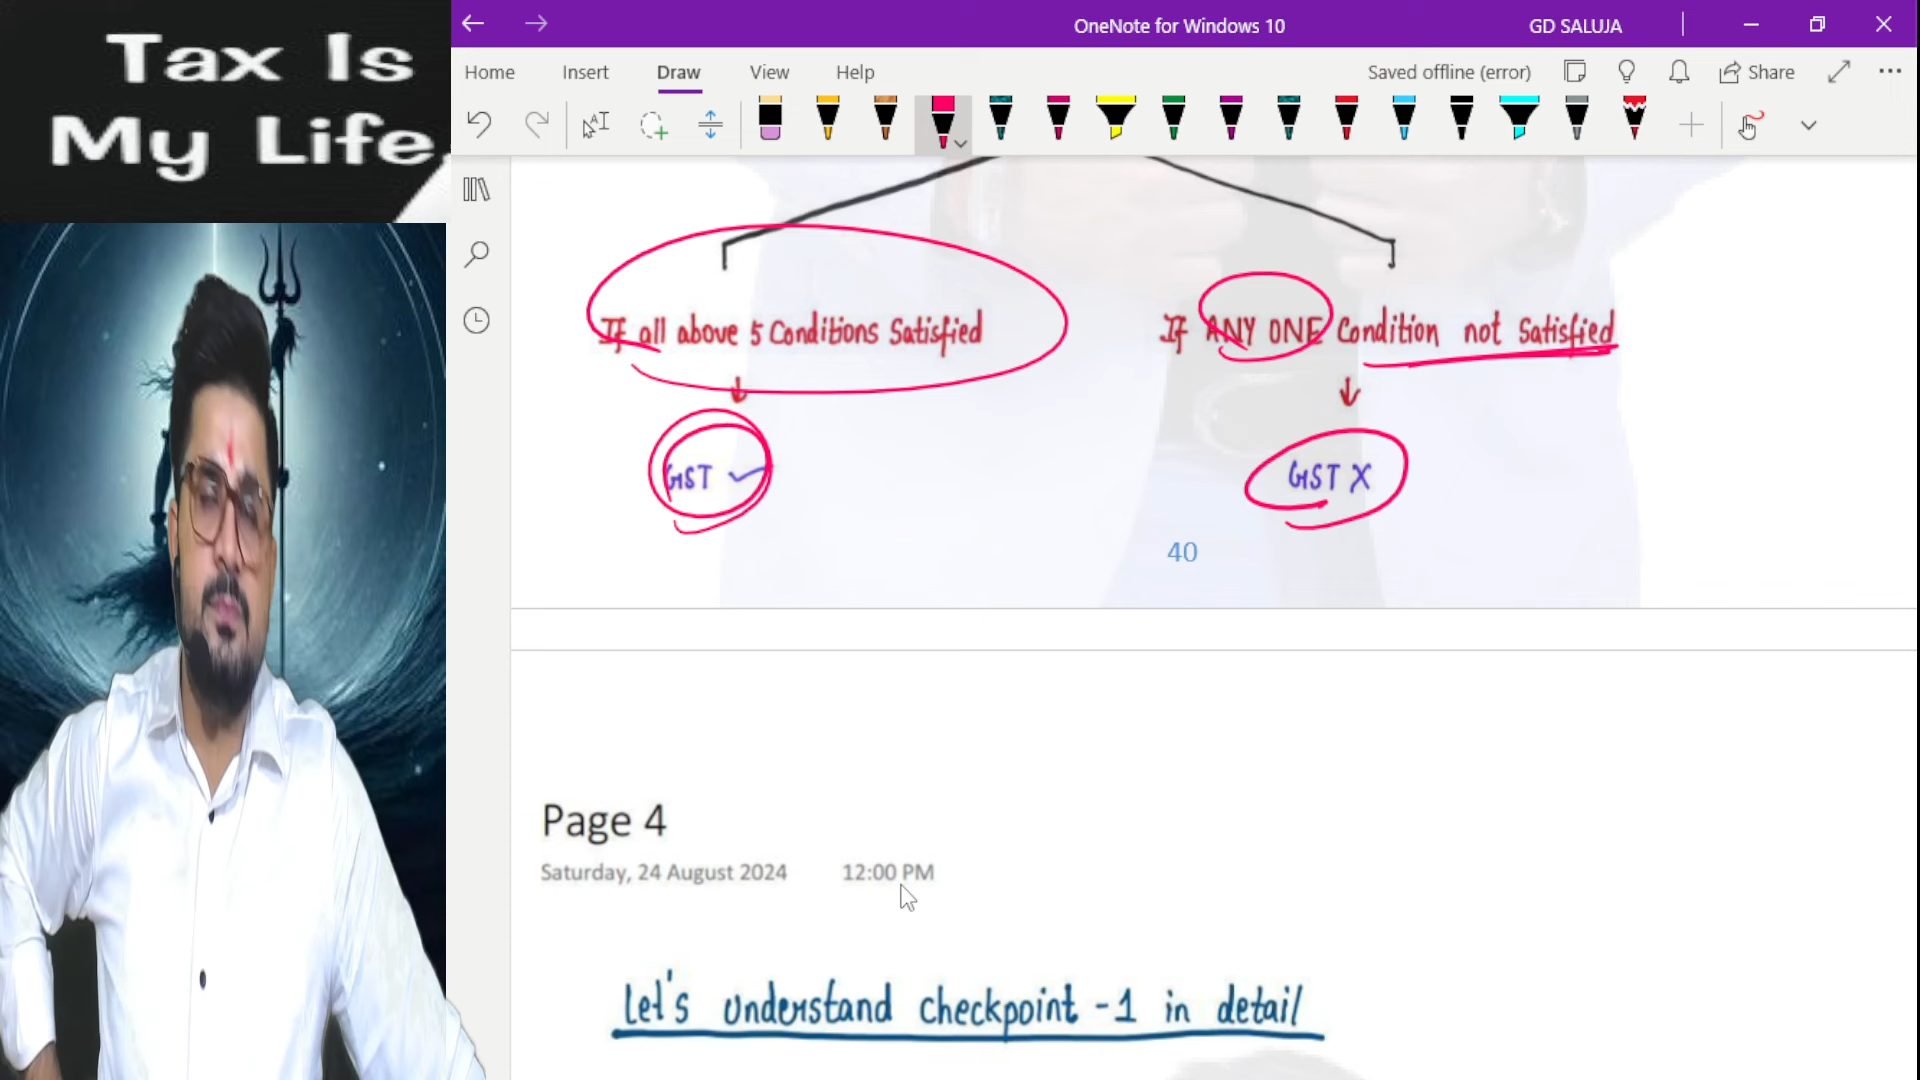 Tax Is
My Life.
OneNote for Windows 10
GD SALUJA
Home Insert Draw View Help
Saved offline (error)
Share
If all above 5 Conditions Satisfied
If ANY ONE Condition not Satisfied
GST ✓
GST X
40
Page 4
Saturday, 24 August 2024 12:00 PM
Let's understand checkpoint -1 in detail